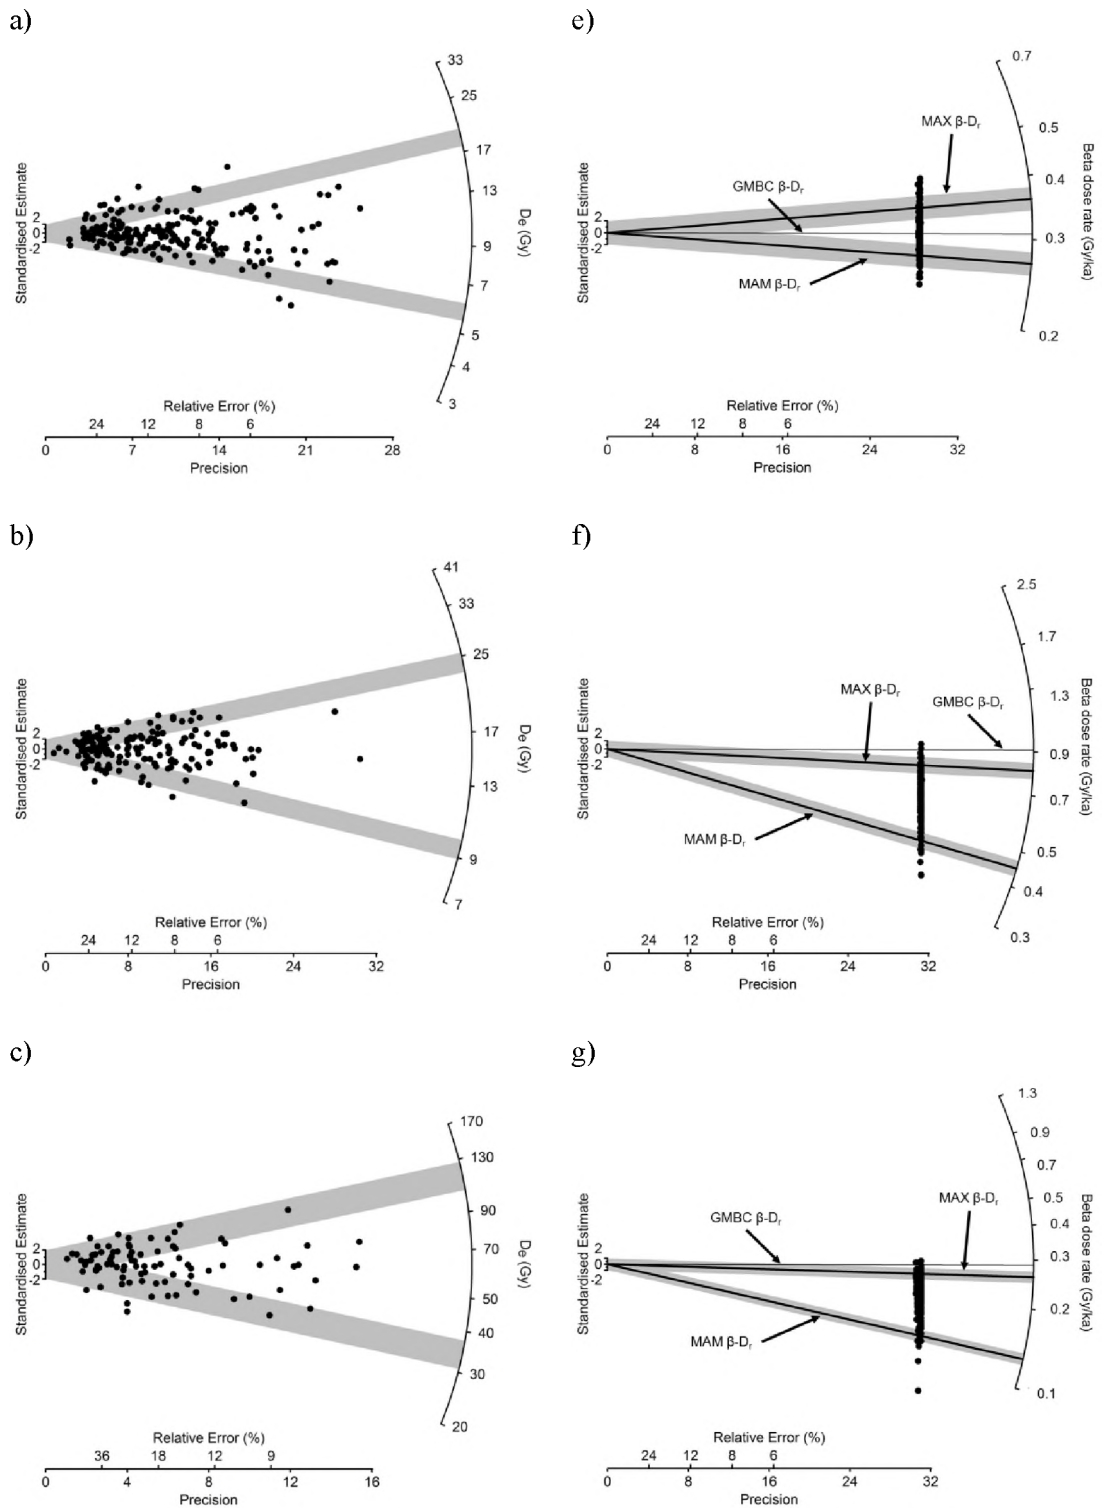 a)
33
25
17
13
9
7
5
4
3
Dₑ (Gy)
Standardised Estimate
2
0
-2
Relative Error (%)
24 12 8 6
0 7 14 21 28
Precision
e)
0.7
0.5
0.4
0.3
0.2
Beta dose rate (Gy/ka)
MAX β-Dᵣ
GMBC β-Dᵣ
MAM β-Dᵣ
Standardised Estimate
2
0
-2
Relative Error (%)
24 12 8 6
0 8 16 24 32
Precision
b)
41
33
25
17
13
9
7
Dₑ (Gy)
Standardised Estimate
2
0
-2
Relative Error (%)
24 12 8 6
0 8 16 24 32
Precision
f)
2.5
1.7
1.3
0.9
0.7
0.5
0.4
0.3
Beta dose rate (Gy/ka)
MAX β-Dᵣ
GMBC β-Dᵣ
MAM β-Dᵣ
Standardised Estimate
2
0
-2
Relative Error (%)
24 12 8 6
0 8 16 24 32
Precision
c)
170
130
90
70
50
40
30
20
Dₑ (Gy)
Standardised Estimate
2
0
-2
Relative Error (%)
36 18 12 9
0 4 8 12 16
Precision
g)
1.3
0.9
0.7
0.5
0.4
0.3
0.2
0.1
Beta dose rate (Gy/ka)
MAX β-Dᵣ
GMBC β-Dᵣ
MAM β-Dᵣ
Standardised Estimate
2
0
-2
Relative Error (%)
24 12 8 6
0 8 16 24 32
Precision